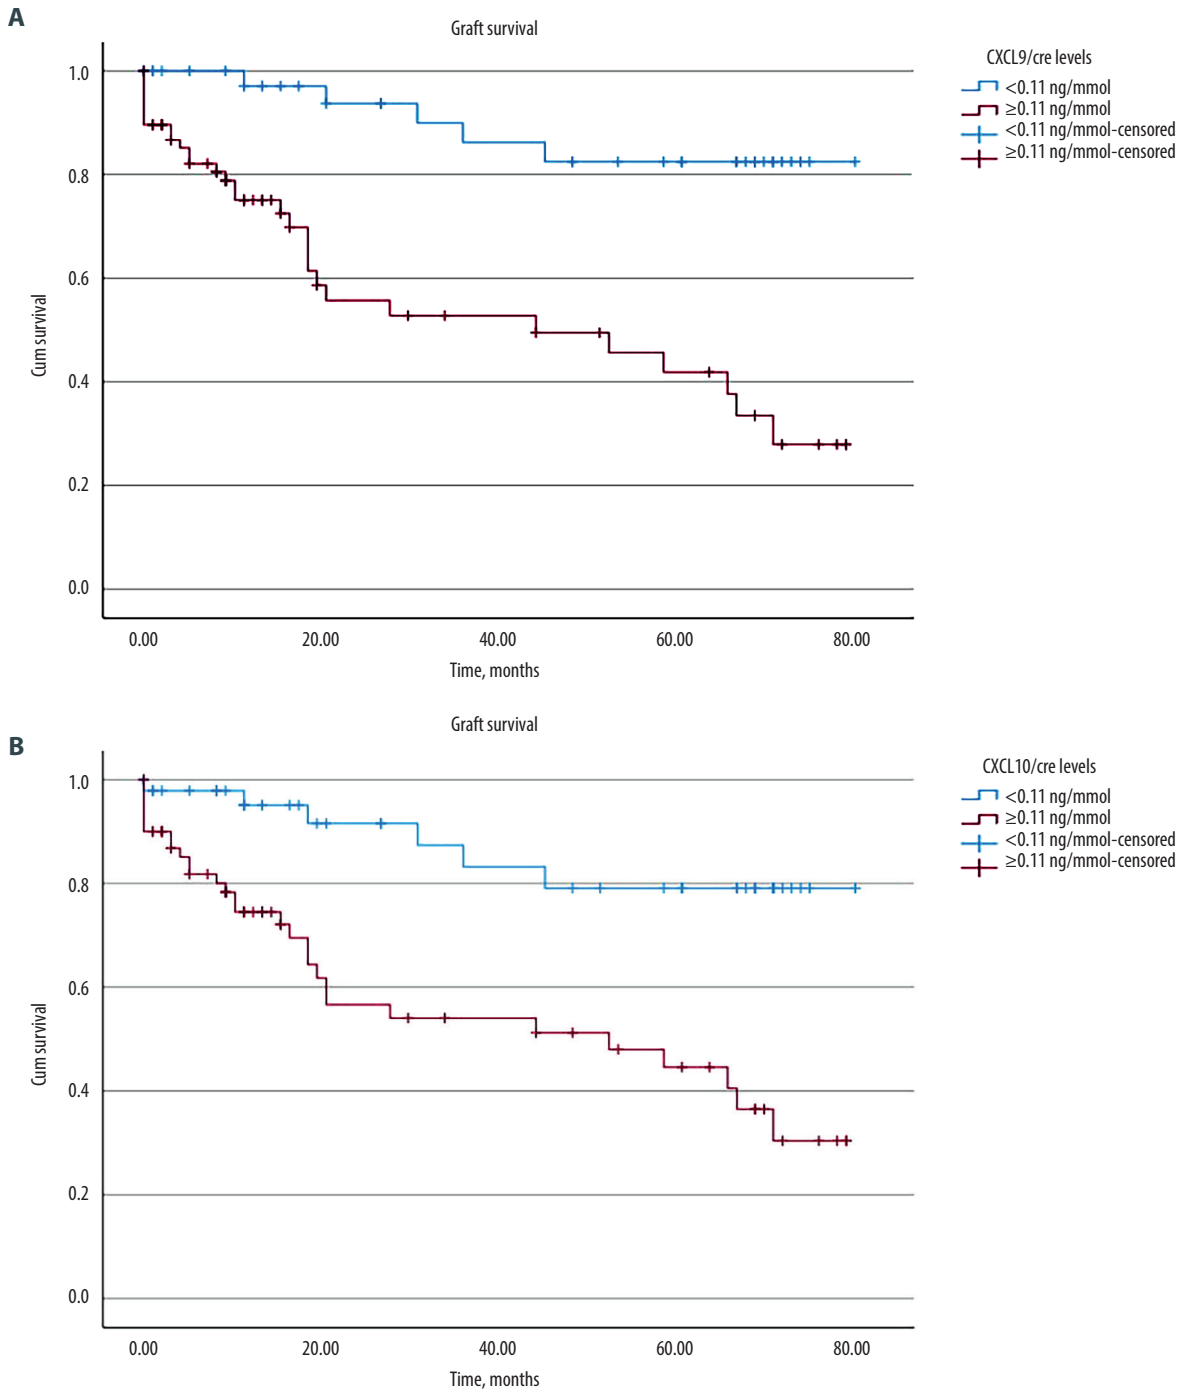 A
Graft survival
CXCL9/cre levels
<0.11 ng/mmol
≥0.11 ng/mmol
<0.11 ng/mmol-censored
≥0.11 ng/mmol-censored
1.0
0.8
0.6
0.4
0.2
0.0
Cum survival
0.00 20.00 40.00 60.00 80.00
Time, months
B
Graft survival
CXCL10/cre levels
<0.11 ng/mmol
≥0.11 ng/mmol
<0.11 ng/mmol-censored
≥0.11 ng/mmol-censored
1.0
0.8
0.6
0.4
0.2
0.0
Cum survival
0.00 20.00 40.00 60.00 80.00
Time, months